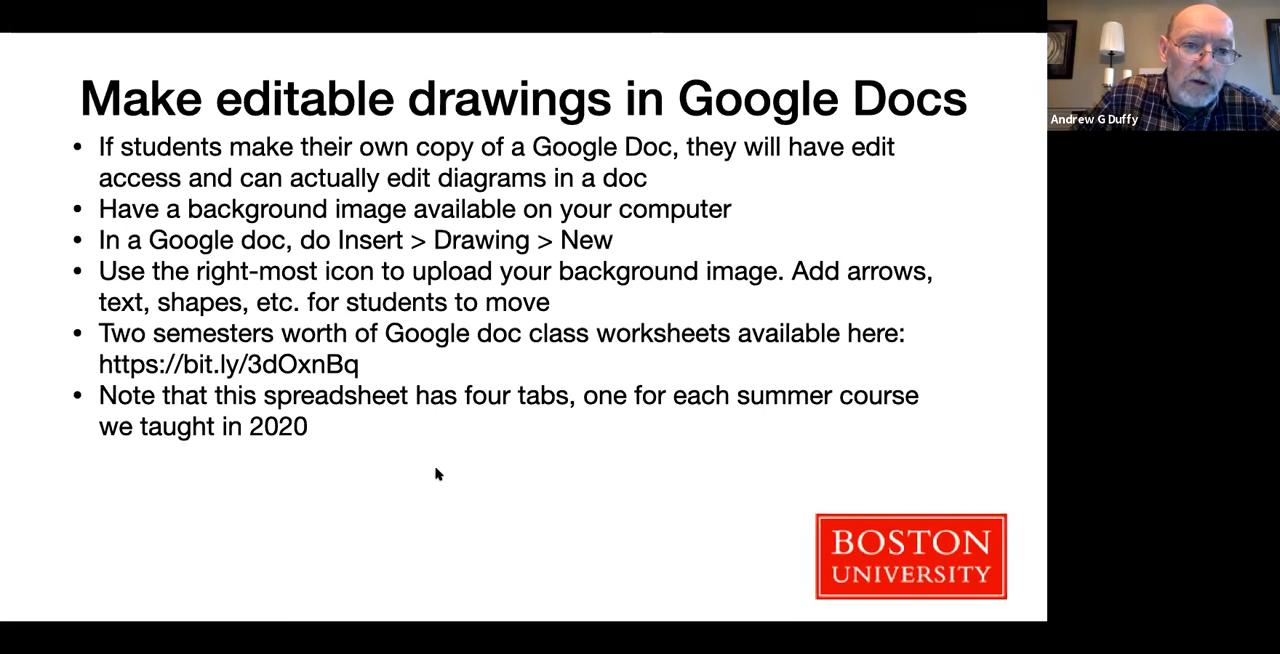 Make editable drawings in Google Docs
• If students make their own copy of a Google Doc, they will have edit
access and can actually edit diagrams in a doc
• Have a background image available on your computer
• In a Google doc, do Insert > Drawing > New
• Use the right-most icon to upload your background image. Add arrows,
text, shapes, etc. for students to move
• Two semesters worth of Google doc class worksheets available here:
https://bit.ly/3dOxnBq
• Note that this spreadsheet has four tabs, one for each summer course
we taught in 2020
BOSTON
UNIVERSITY
Andrew G Duffy